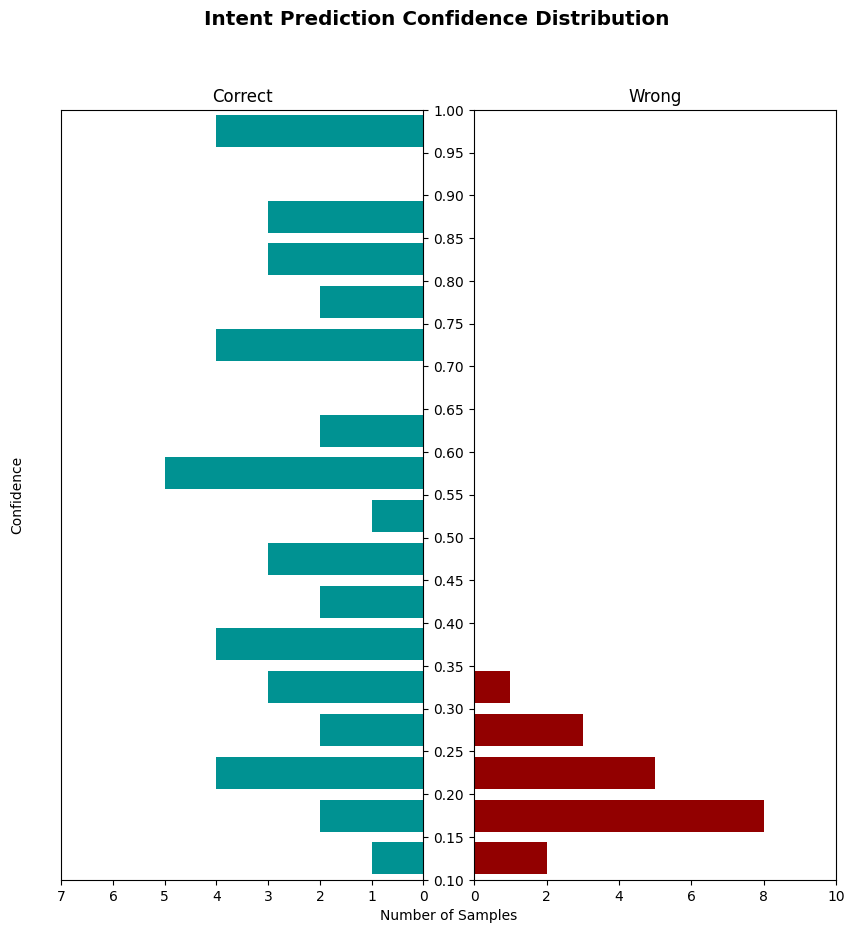 Intent Prediction Confidence Distribution
Correct
Wrong
1.00
0.95
0.90
0.85
0.80
0.75
0.70
0.65
0.60
0.55
0.50
0.45
0.40
0.35
0.30
0.25
0.20
0.15
0.10
Confidence
7 6 5 4 3 2 1 0
0 2 4 6 8 10
Number of Samples